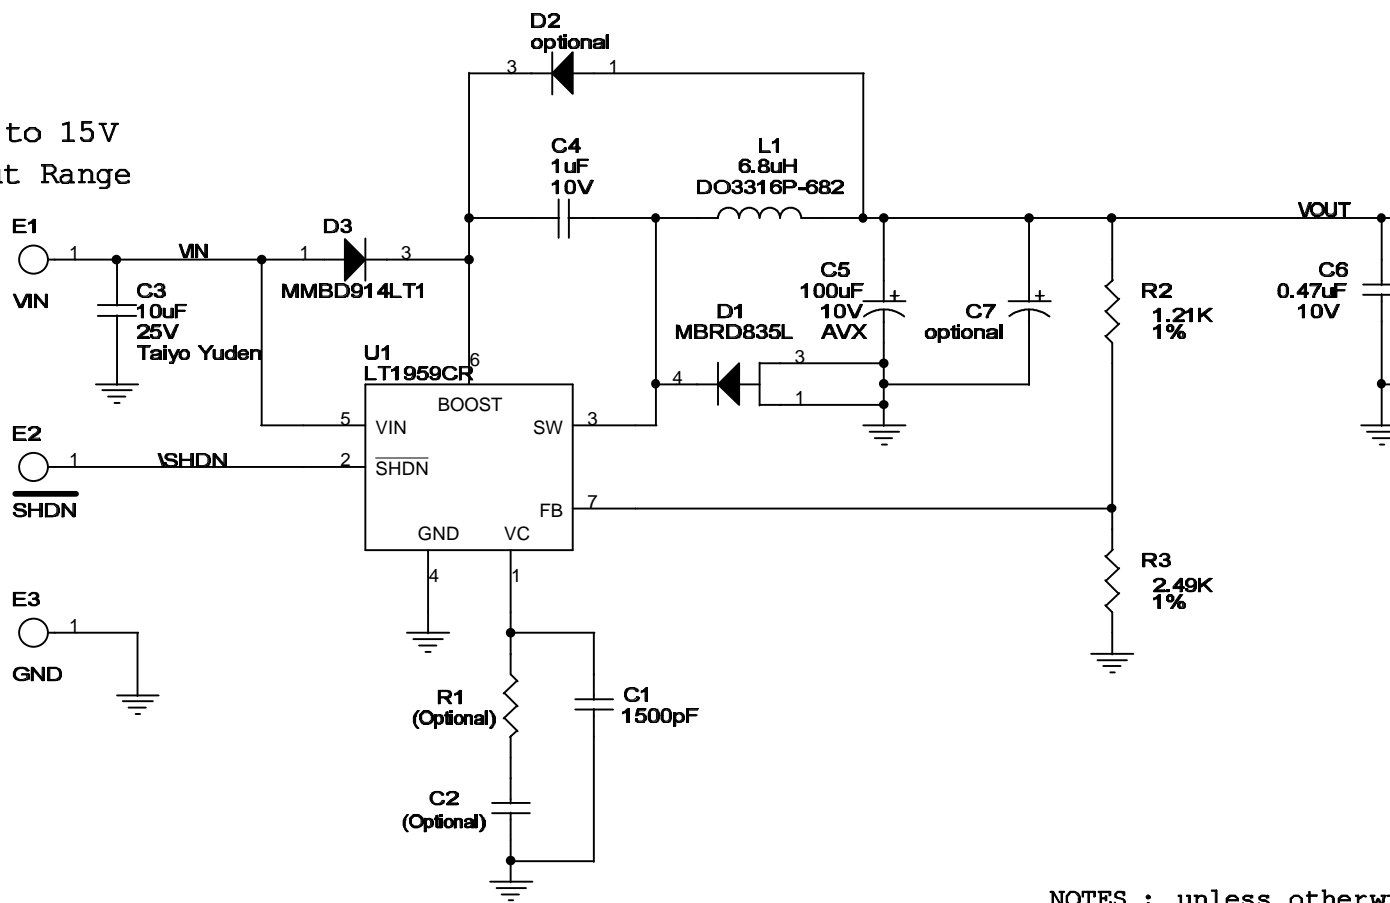 D2
optional
3
1
to 15V
Range
C4
1uF
10V
L1
6.8uH
DO3316P-682
E1
1
VIN
VIN
D3
1
3
MMBD914LT1
C3
10uF
25V
Taiyo Yuden
VOUT
C5
100uF
10V
AVX
C7
optional
R2
1.21K
1%
C6
0.47uF
10V
D1
MBRD835L
4
3
1
U1
LT1959CR
6
BOOST
5
VIN
SW
3
2
SHDN
FB
7
GND
VC
4
1
E2
1
\SHDN
SHDN
E3
1
GND
R3
2.49K
1%
R1
(Optional)
C1
1500pF
C2
(Optional)
NOTES : unless